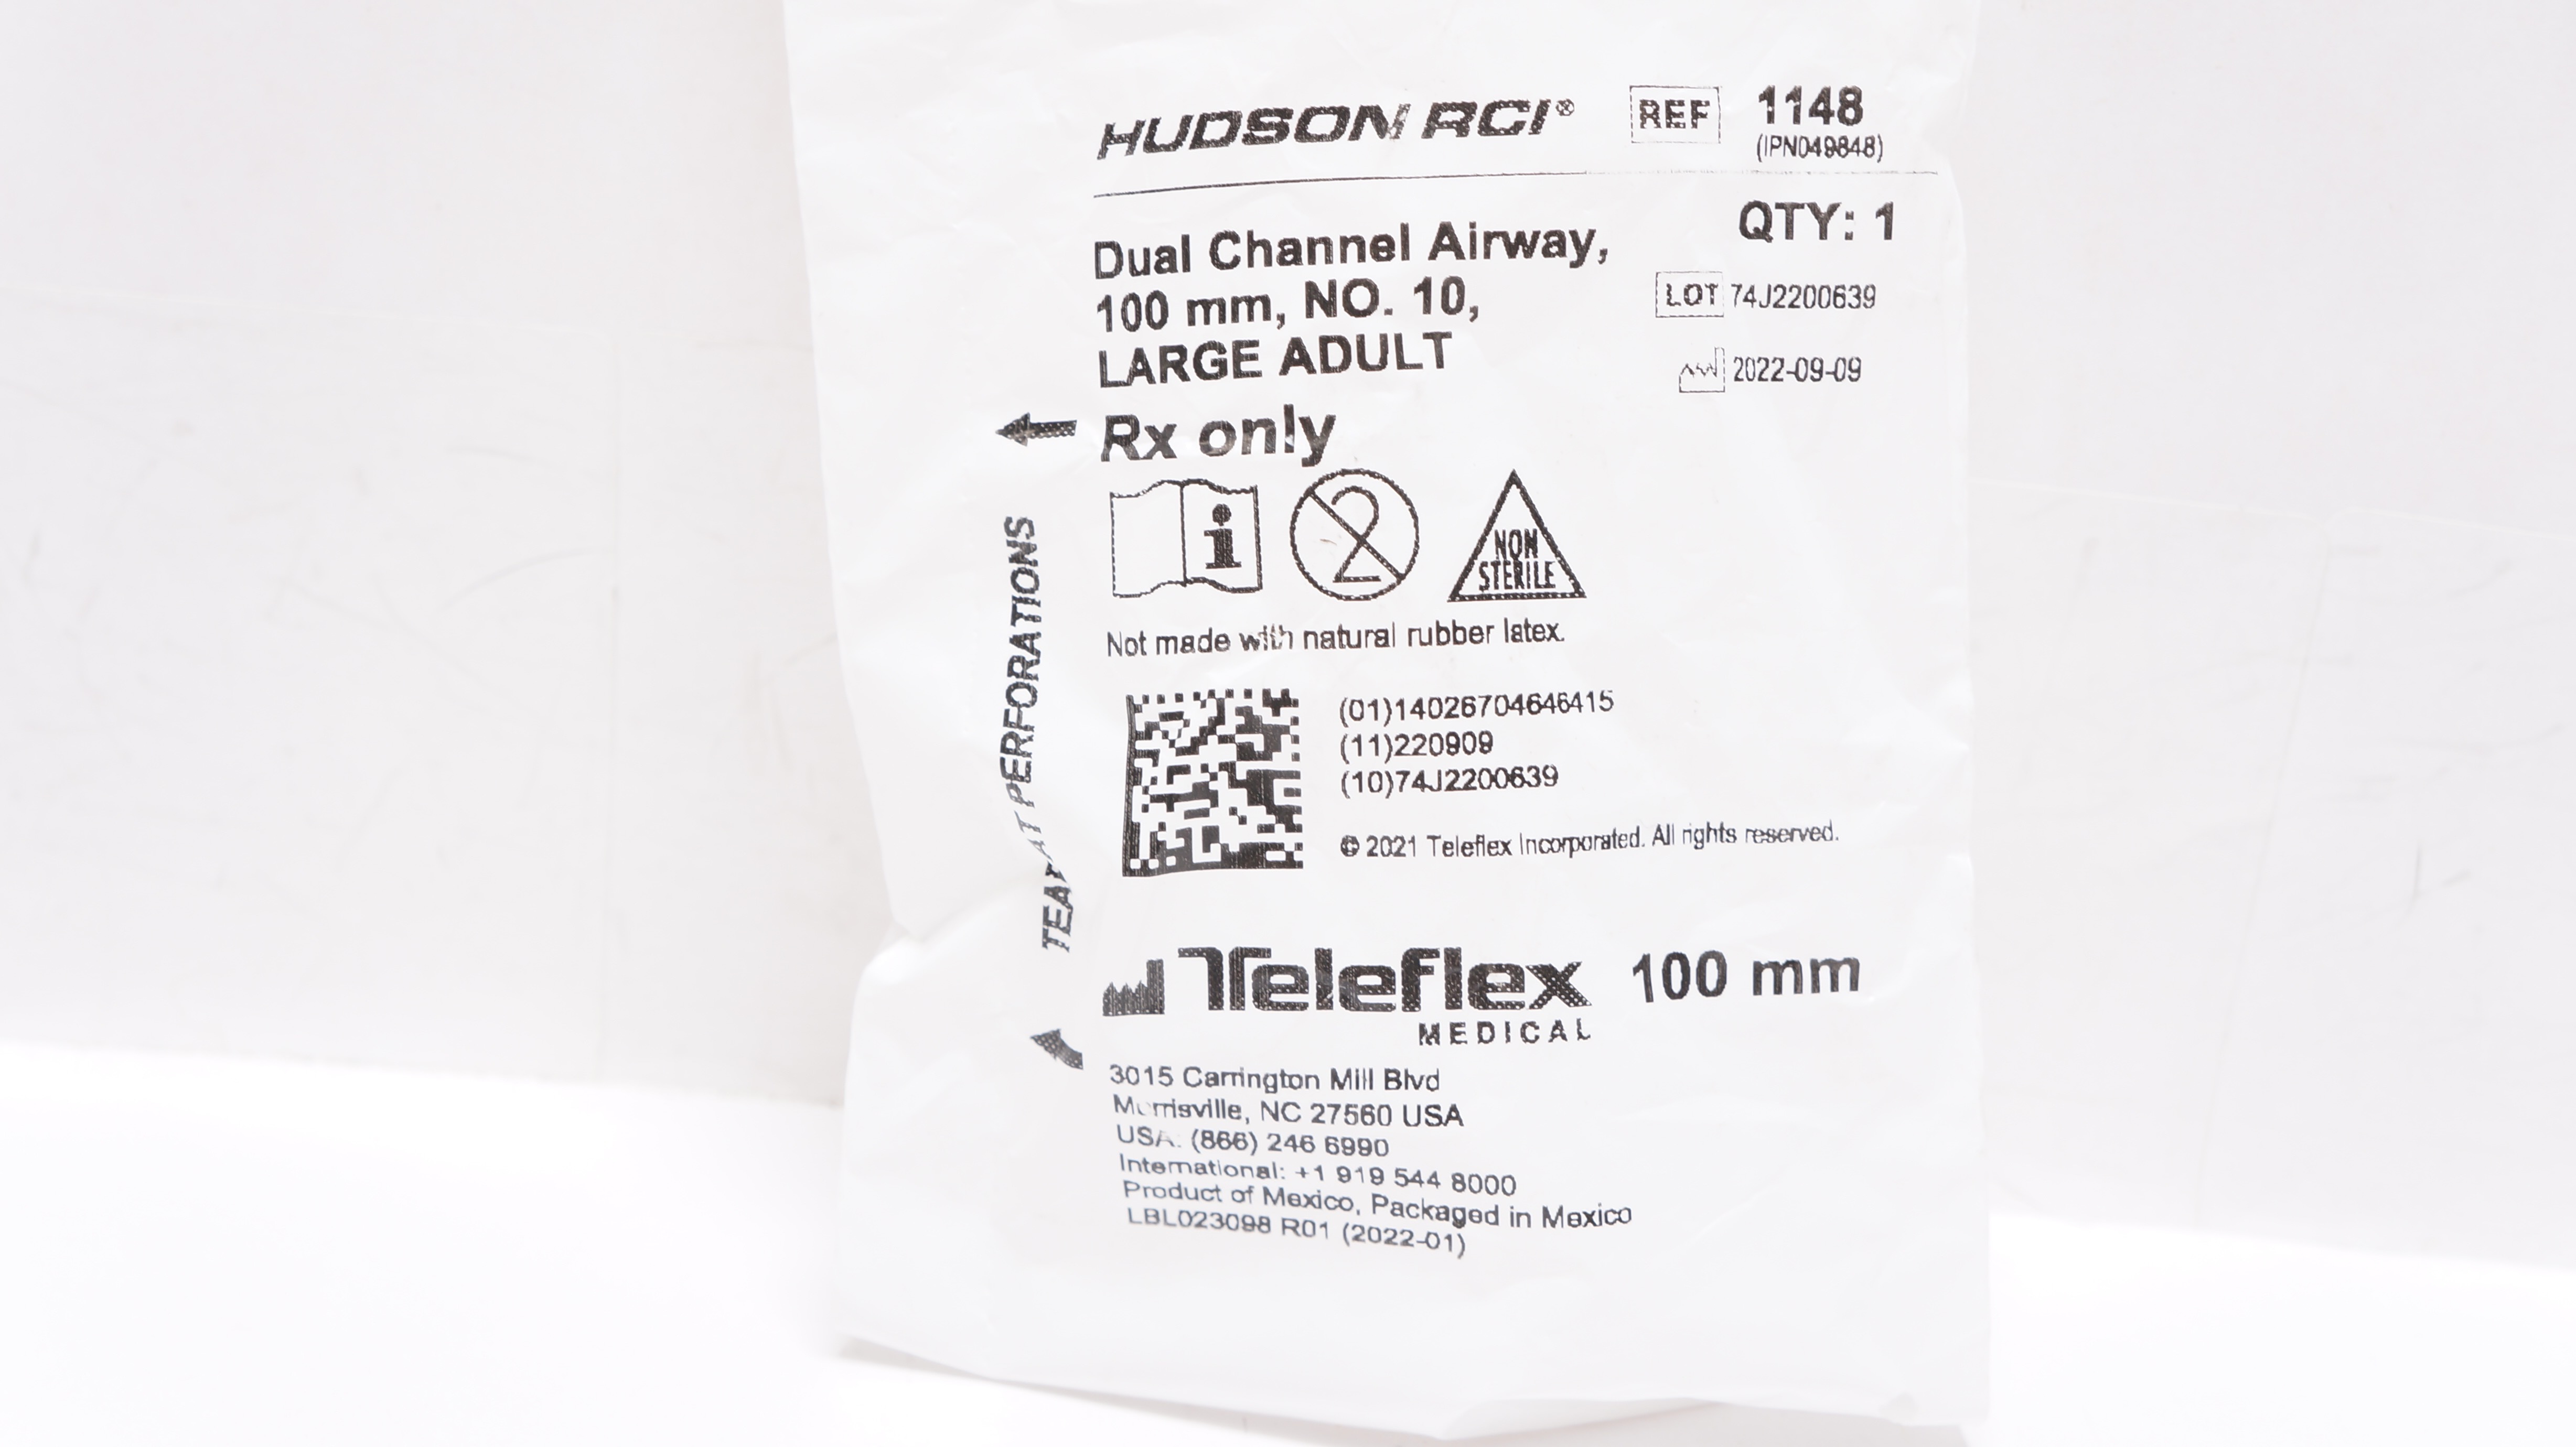 HUDSON RCI®
REF 1148
(IPN049848)
QTY: 1
Dual Channel Airway,
100 mm, NO. 10,
LARGE ADULT
LOT 74J2200639
2022-09-09
Rx only
i
2
NON
STERILE
Not made with natural rubber latex.
TEAR AT PERFORATIONS
(01)14026704646415
(11)220909
(10)74J2200639
© 2021 Teleflex Incorporated. All rights reserved.
Teleflex 100 mm
MEDICAL
3015 Carrington Mill Blvd
Morrisville, NC 27560 USA
USA: (866) 246 6990
International: +1 919 544 8000
Product of Mexico, Packaged in Mexico
LBL023098 R01 (2022-01)